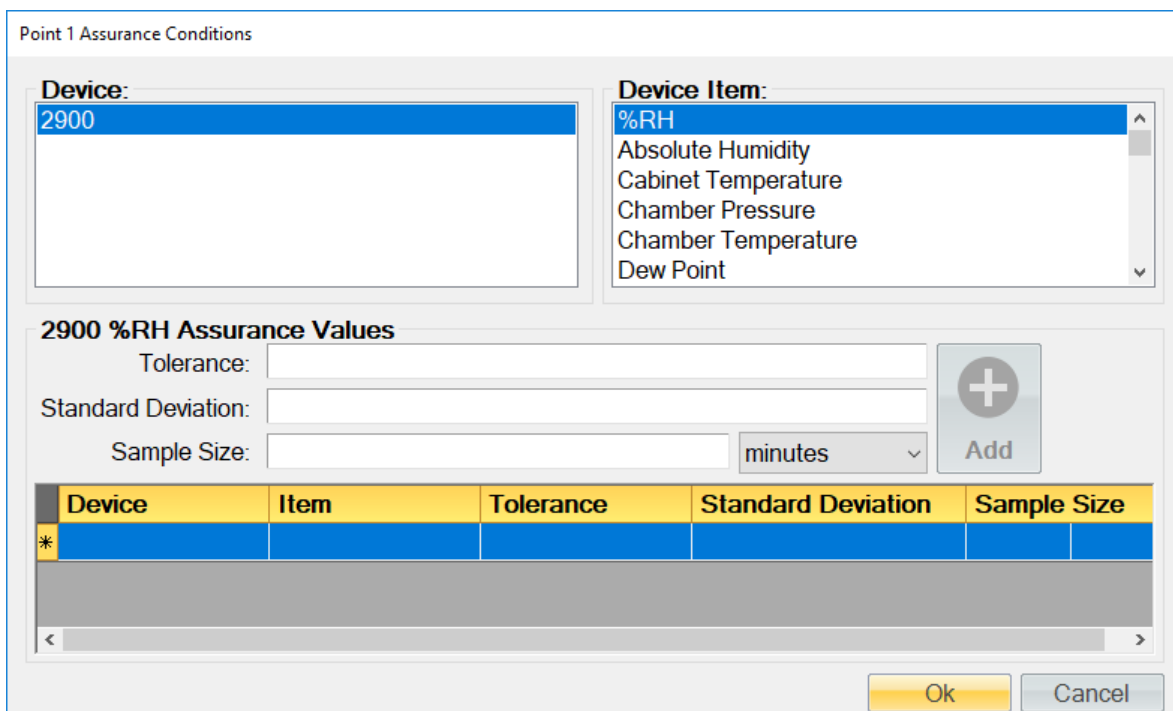 Point 1 Assurance Conditions
Device:
2900
Device Item:
%RH
Absolute Humidity
Cabinet Temperature
Chamber Pressure
Chamber Temperature
Dew Point
2900 %RH Assurance Values
Tolerance:
Standard Deviation:
Sample Size:
minutes
Add
Device Item Tolerance Standard Deviation Sample Size
*
Ok Cancel